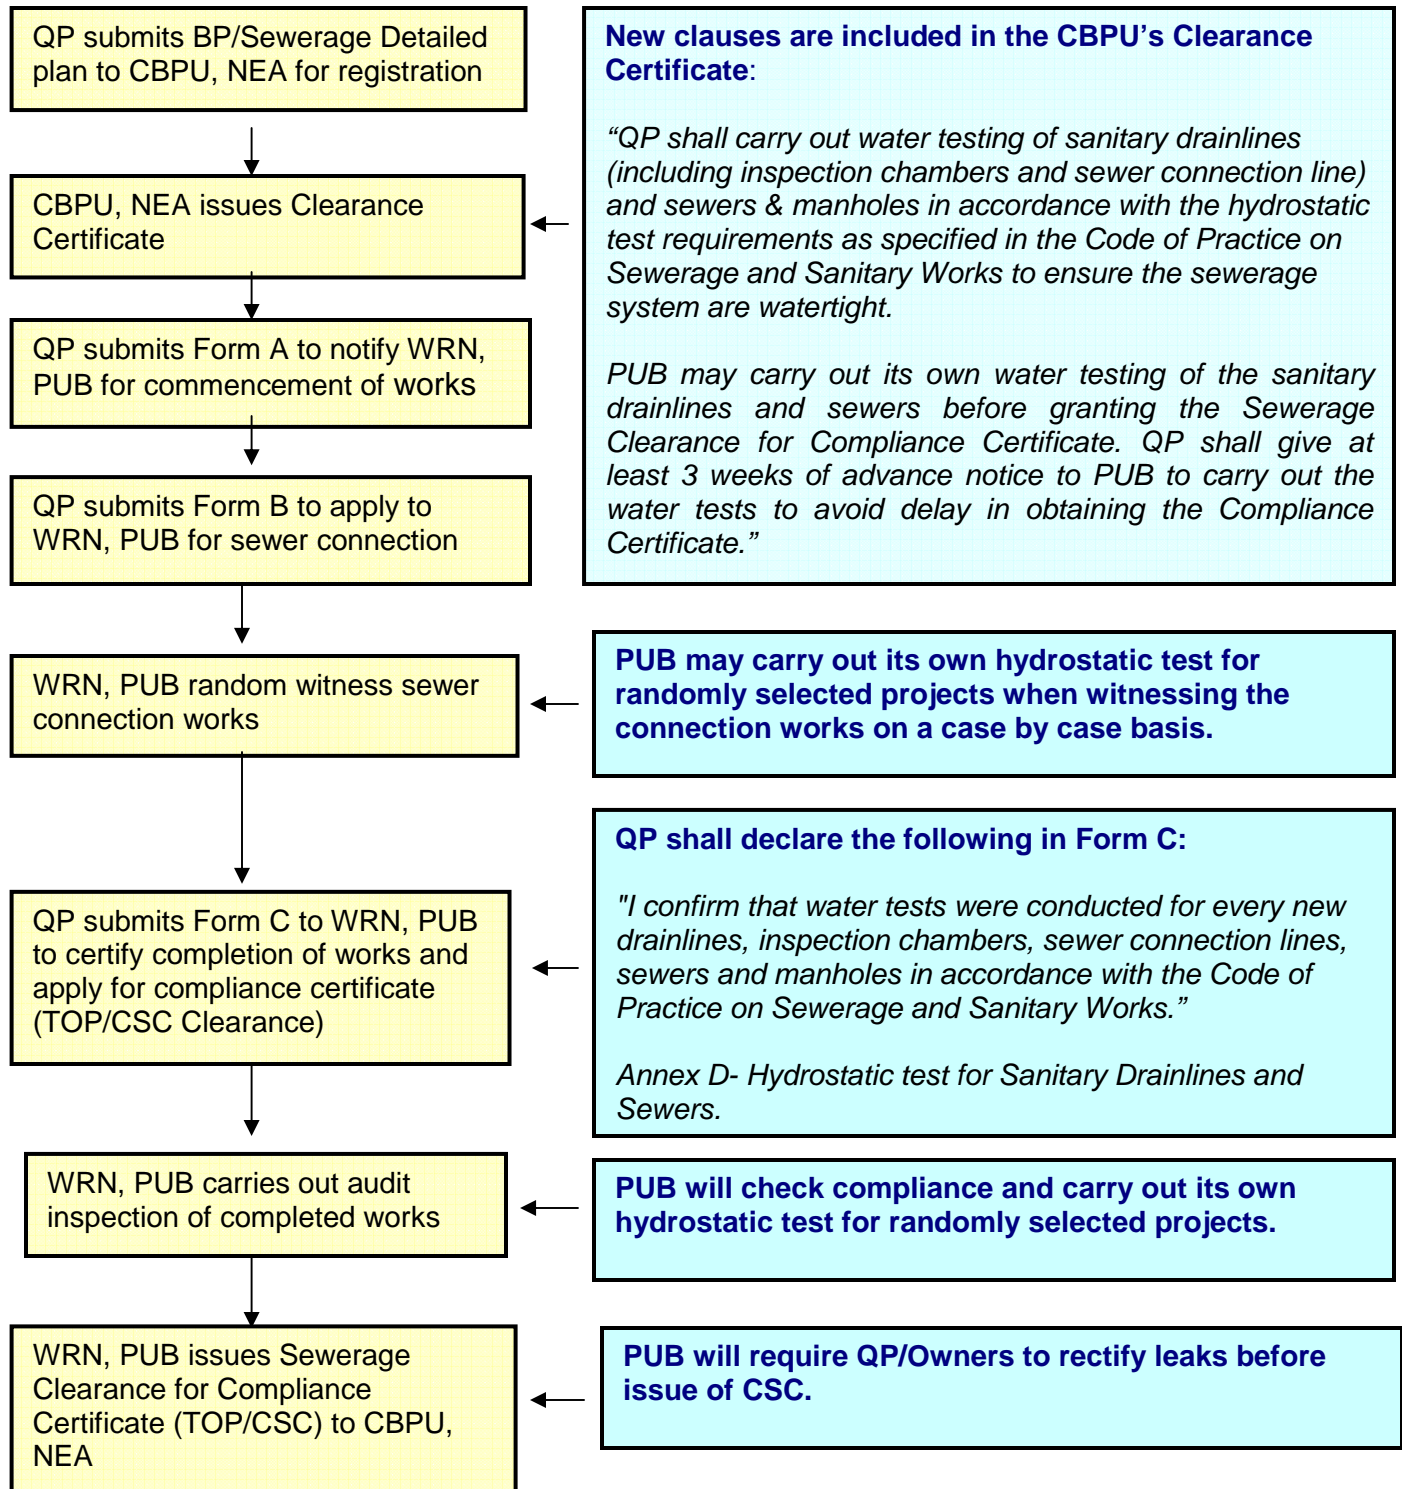 QP submits BP/Sewerage Detailed
plan to CBPU, NEA for registration
New clauses are included in the CBPU’s Clearance
Certificate:
“QP shall carry out water testing of sanitary drainlines
(including inspection chambers and sewer connection line)
and sewers & manholes in accordance with the hydrostatic
test requirements as specified in the Code of Practice on
Sewerage and Sanitary Works to ensure the sewerage
system are watertight.
PUB may carry out its own water testing of the sanitary
drainlines and sewers before granting the Sewerage
Clearance for Compliance Certificate. QP shall give at
least 3 weeks of advance notice to PUB to carry out the
water tests to avoid delay in obtaining the Compliance
Certificate.”
CBPU, NEA issues Clearance
Certificate
QP submits Form A to notify WRN,
PUB for commencement of works
QP submits Form B to apply to
WRN, PUB for sewer connection
WRN, PUB random witness sewer
connection works
PUB may carry out its own hydrostatic test for
randomly selected projects when witnessing the
connection works on a case by case basis.
QP submits Form C to WRN, PUB
to certify completion of works and
apply for compliance certificate
(TOP/CSC Clearance)
QP shall declare the following in Form C:
"I confirm that water tests were conducted for every new
drainlines, inspection chambers, sewer connection lines,
sewers and manholes in accordance with the Code of
Practice on Sewerage and Sanitary Works.”
Annex D- Hydrostatic test for Sanitary Drainlines and
Sewers.
WRN, PUB carries out audit
inspection of completed works
PUB will check compliance and carry out its own
hydrostatic test for randomly selected projects.
WRN, PUB issues Sewerage
Clearance for Compliance
Certificate (TOP/CSC) to CBPU,
NEA
PUB will require QP/Owners to rectify leaks before
issue of CSC.